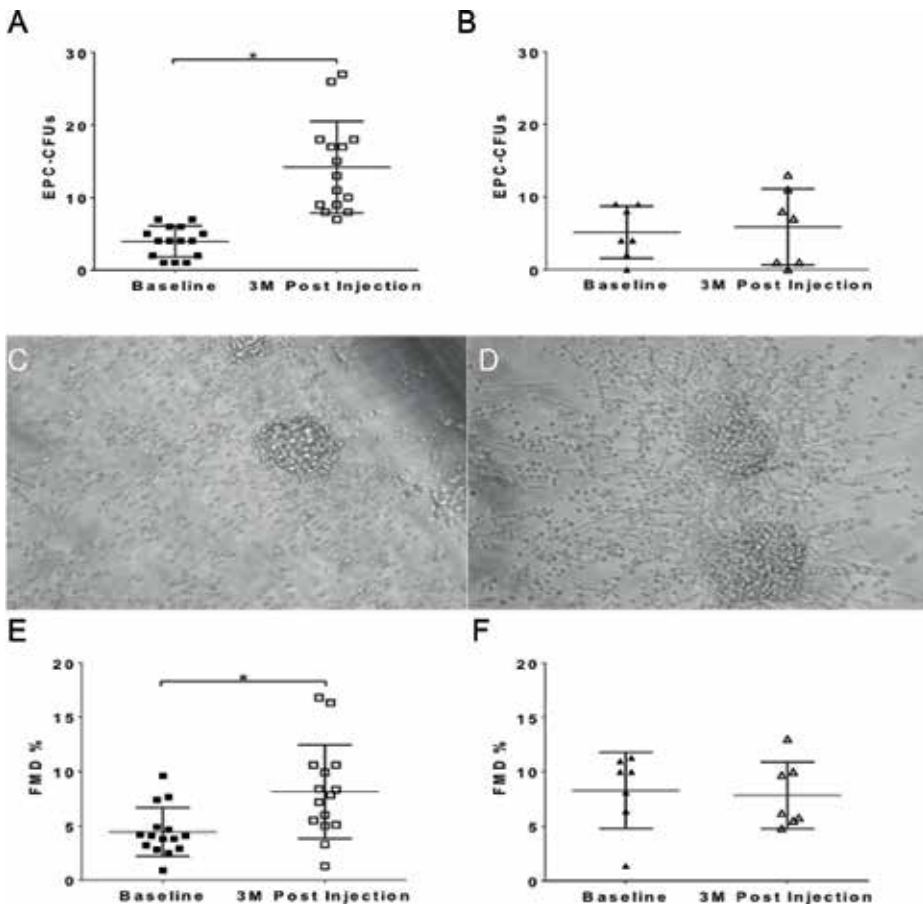 A
B
30
20
10
0
EPC-CFUs
*
Baseline 3M Post Injection
30
20
10
0
EPC-CFUs
Baseline 3M Post Injection
C
D
E
F
20
15
10
5
0
FMD %
*
Baseline 3M Post Injection
20
15
10
5
0
FMD %
Baseline 3M Post Injection